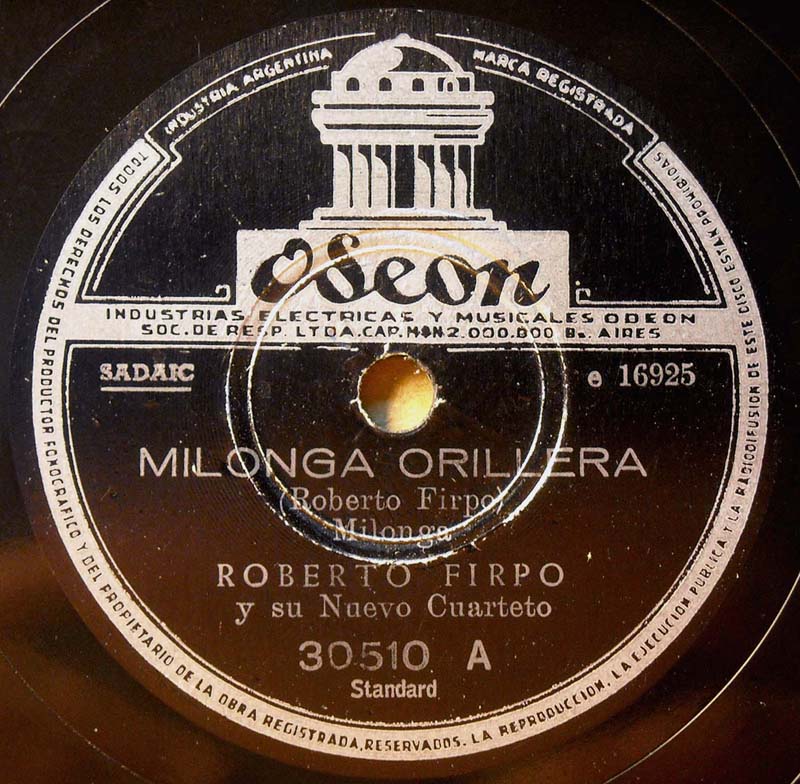 INDUSTRIA ARGENTINA
MARCA REGISTRADA
Odeon
INDUSTRIAS ELECTRICAS Y MUSICALES ODEON
SOC. DE RESP. LTDA. CAP. M$N 2.000.000 Bs. AIRES
SADAIC
e 16925
MILONGA ORILLERA
(Roberto Firpo)
Milonga
ROBERTO FIRPO
y su Nuevo Cuarteto
30510 A
Standard
TODOS LOS DERECHOS DEL PRODUCTOR FONOGRAFICO Y DEL PROPIETARIO DE LA OBRA REGISTRADA, RESERVADOS. LA REPRODUCCION, LA EJECUCION PUBLICA Y LA RADIODIFUSION DE ESTE DISCO ESTAN PROHIBIDAS